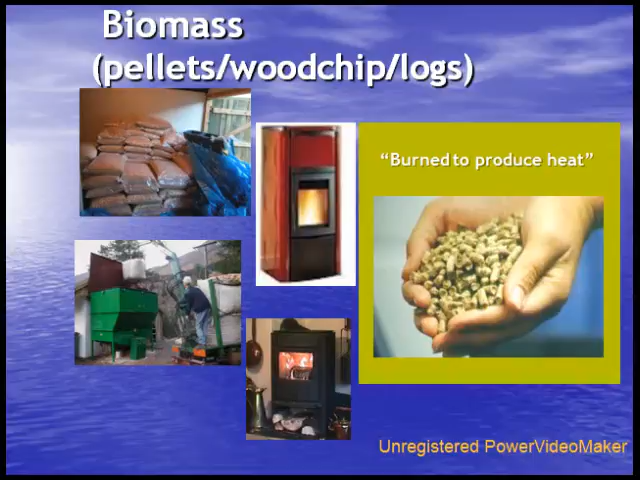 Biomass
(pellets/woodchip/logs)
“Burned to produce heat”
Unregistered PowerVideoMaker